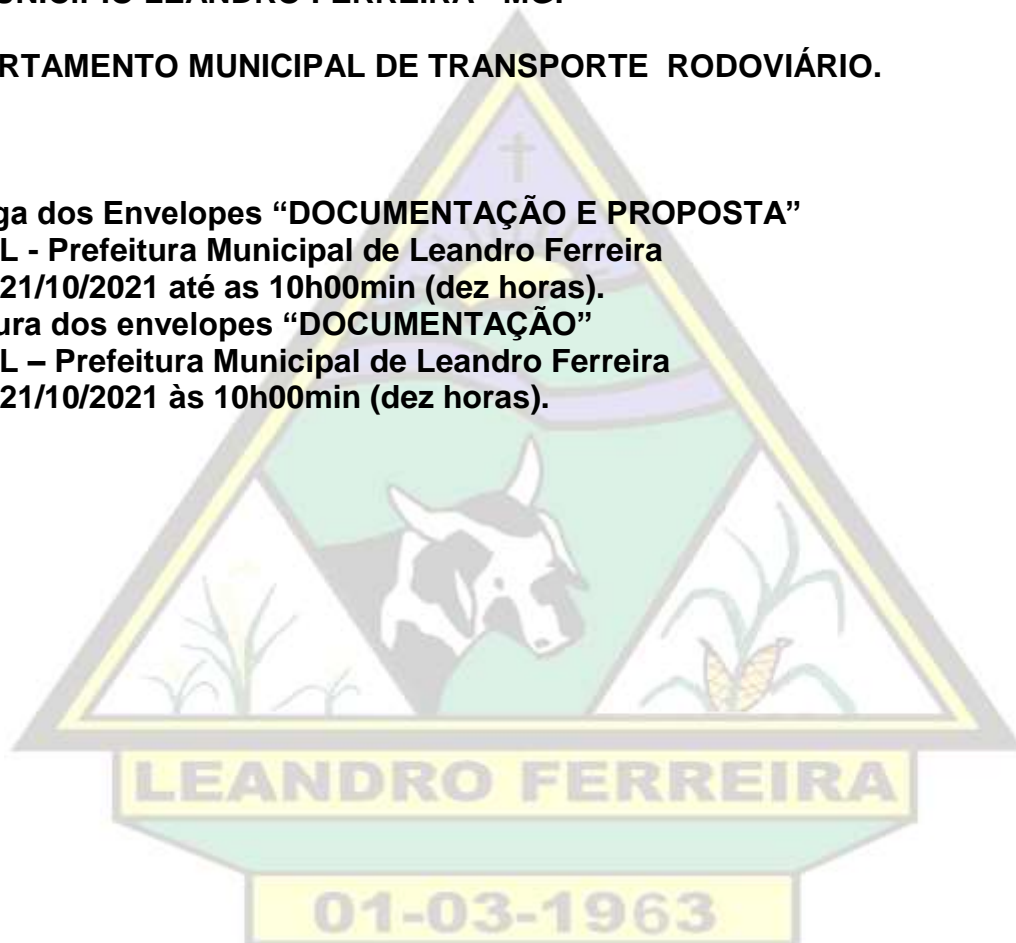 UNICÍPIO LEANDRO FERREIRA - MG.
RTAMENTO MUNICIPAL DE TRANSPORTE RODOVIÁRIO.
ga dos Envelopes “DOCUMENTAÇÃO E PROPOSTA”
L - Prefeitura Municipal de Leandro Ferreira
21/10/2021 até as 10h00min (dez horas).
ura dos envelopes “DOCUMENTAÇÃO”
L – Prefeitura Municipal de Leandro Ferreira
21/10/2021 às 10h00min (dez horas).
LEANDRO FERREIRA
01-03-1963